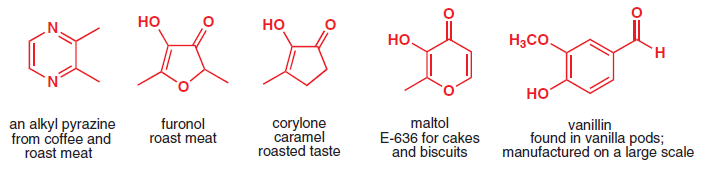 N
N
an alkyl pyrazine
from coffee and
roast meat
HO
O
O
furonol
roast meat
HO
O
corylone
caramel
roasted taste
O
HO
O
maltol
E-636 for cakes
and biscuits
O
H3CO
H
HO
vanillin
found in vanilla pods;
manufactured on a large scale